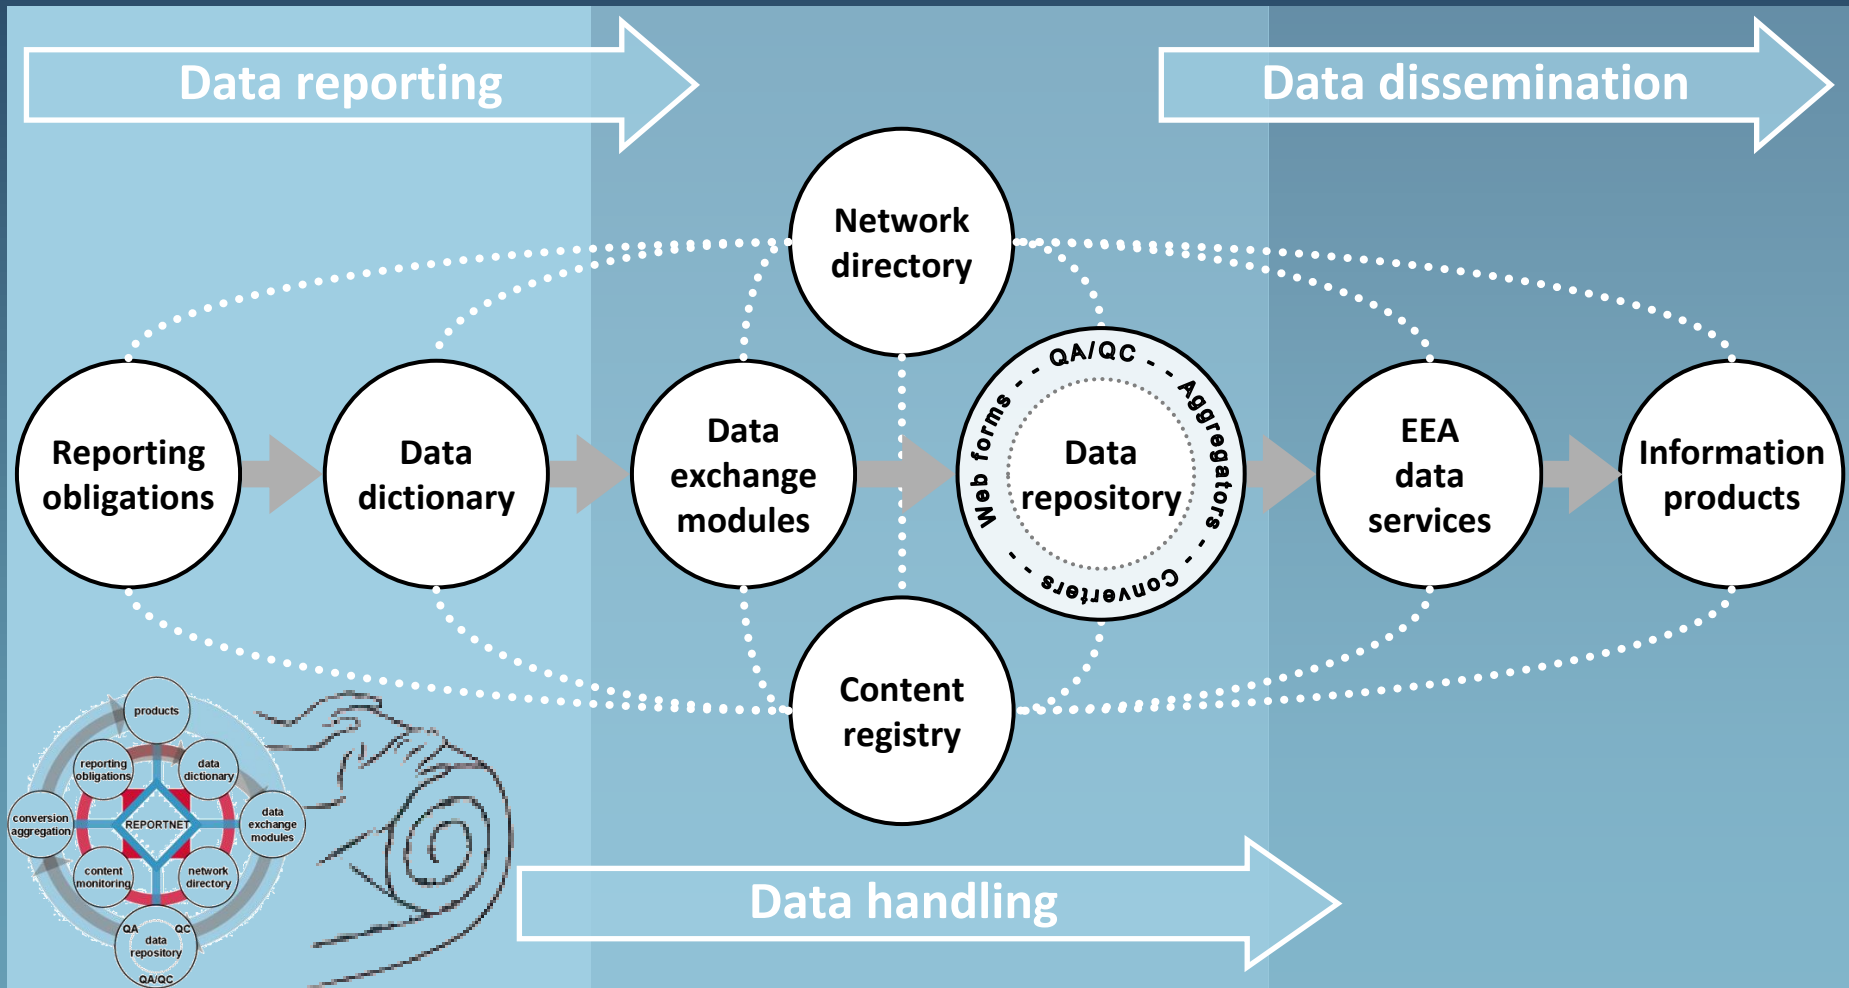 Data reporting
Data dissemination
Network
directory
Reporting
obligations
Data
dictionary
Data
exchange
modules
Web forms - - QA/QC - - Aggregators - - Converters - -
Data
repository
EEA
data
services
Information
products
Content
registry
products
reporting
obligations
data
dictionary
conversion
aggregation
REPORTNET
data
exchange
modules
content
monitoring
network
directory
QA
QC
data
repository
QA/QC
Data handling